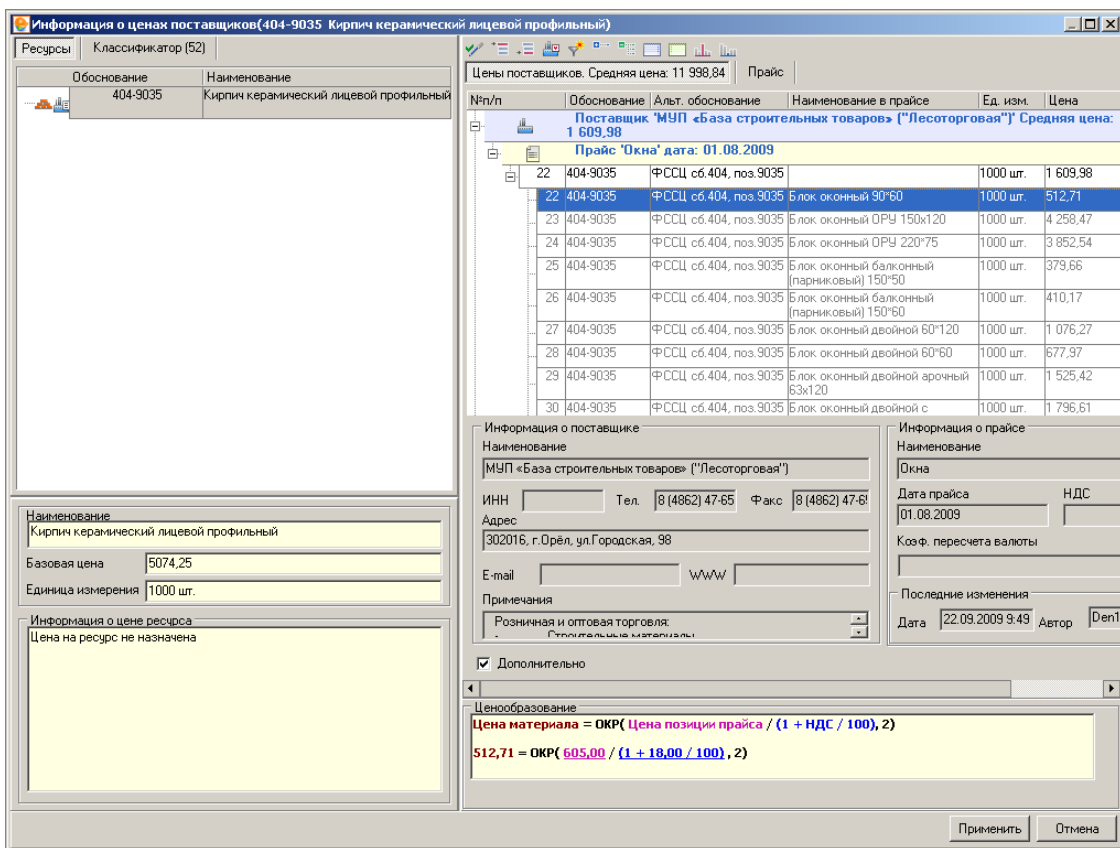 Информация о ценах поставщиков(404-9035 Кирпич керамический лицевой профильный)
Ресурсы Классификатор (52)
Обоснование Наименование
404-9035 Кирпич керамический лицевой профильный
Наименование
Кирпич керамический лицевой профильный
Базовая цена 5074,25
Единица измерения 1000 шт.
Информация о цене ресурса
Цена на ресурс не назначена
Цены поставщиков. Средняя цена: 11 998,84 Прайс
№п/п Обоснование Альт. обоснование Наименование в прайсе Ед. изм. Цена
Поставщик 'МУП «База строительных товаров» ("Лесоторговая")' Средняя цена:
1 609,98
Прайс 'Окна' дата: 01.08.2009
22 404-9035 ФССЦ сб.404, поз.9035 1000 шт. 1 609,98
22 404-9035 ФССЦ сб.404, поз.9035 Блок оконный 90*60 1000 шт. 512,71
23 404-9035 ФССЦ сб.404, поз.9035 Блок оконный ОРУ 150х120 1000 шт. 4 258,47
24 404-9035 ФССЦ сб.404, поз.9035 Блок оконный ОРУ 220*75 1000 шт. 3 852,54
25 404-9035 ФССЦ сб.404, поз.9035 Блок оконный балконный 1000 шт. 379,66
(парниковый) 150*50
26 404-9035 ФССЦ сб.404, поз.9035 Блок оконный балконный 1000 шт. 410,17
(парниковый) 150*60
27 404-9035 ФССЦ сб.404, поз.9035 Блок оконный двойной 60*120 1000 шт. 1 076,27
28 404-9035 ФССЦ сб.404, поз.9035 Блок оконный двойной 60*60 1000 шт. 677,97
29 404-9035 ФССЦ сб.404, поз.9035 Блок оконный двойной арочный 1000 шт. 1 525,42
63х120
30 404-9035 ФССЦ сб.404, поз.9035 Блок оконный двойной с 1000 шт. 1 796,61
Информация о поставщике
Наименование
МУП «База строительных товаров» ("Лесоторговая")
ИНН Тел. 8 (4862) 47-65 Факс 8 (4862) 47-6
Адрес
302016, г.Орёл, ул.Городская, 98
E-mail WWW
Примечания
Розничная и оптовая торговля:
- Строительные материалы
Информация о прайсе
Наименование
Окна
Дата прайса НДС
01.08.2009
Коэф. пересчета валюты
Последние изменения
Дата 22.09.2009 9:49 Автор Den1
Дополнительно
Ценообразование
Цена материала = ОКР( Цена позиции прайса / (1 + НДС / 100), 2)
512,71 = ОКР( 605,00 / (1 + 18,00 / 100) , 2)
Применить Отмена